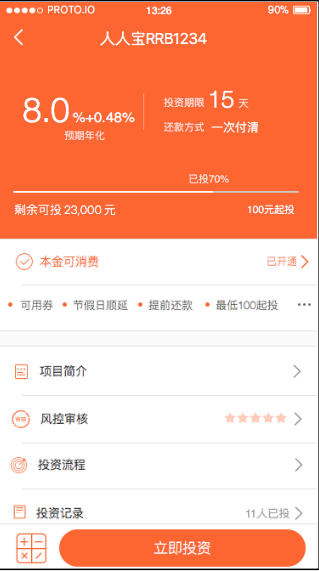 PROTO.IO 13:26 90%
人人宝RRB1234
8.0 %+0.48%
预期年化
投资期限 15 天
还款方式 一次付清
已投70%
剩余可投 23,000 元 100元起投
本金可消费 已开通
可用券 节假日顺延 提前还款 最低100起投
项目简介
风控审核
投资流程
投资记录 11人已投
立即投资